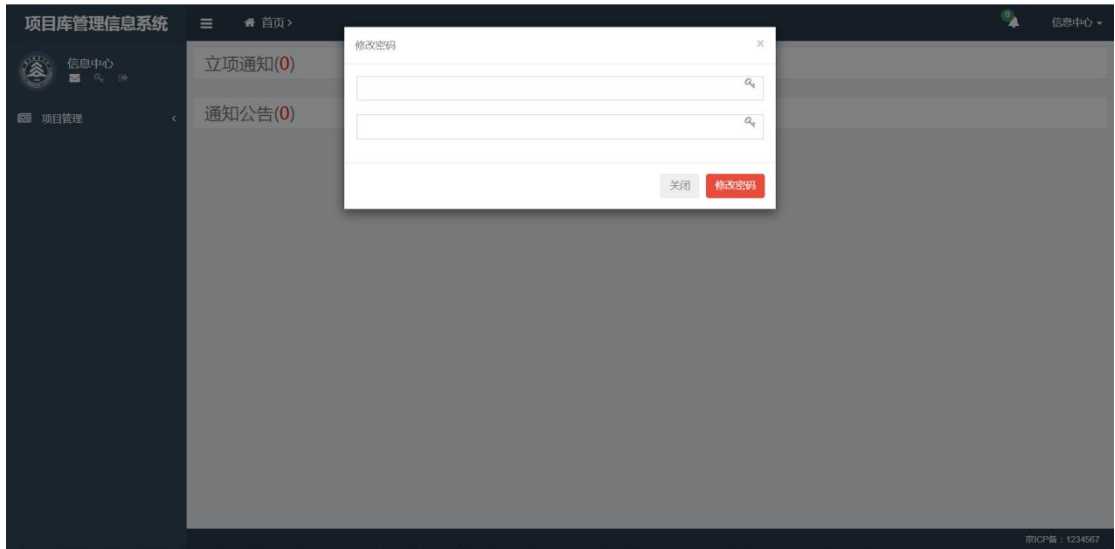 项目库管理信息系统
首页>
0
信息中心
修改密码
×
信息中心
立项通知(0)
项目管理
通知公告(0)
关闭
修改密码
京ICP备：1234567